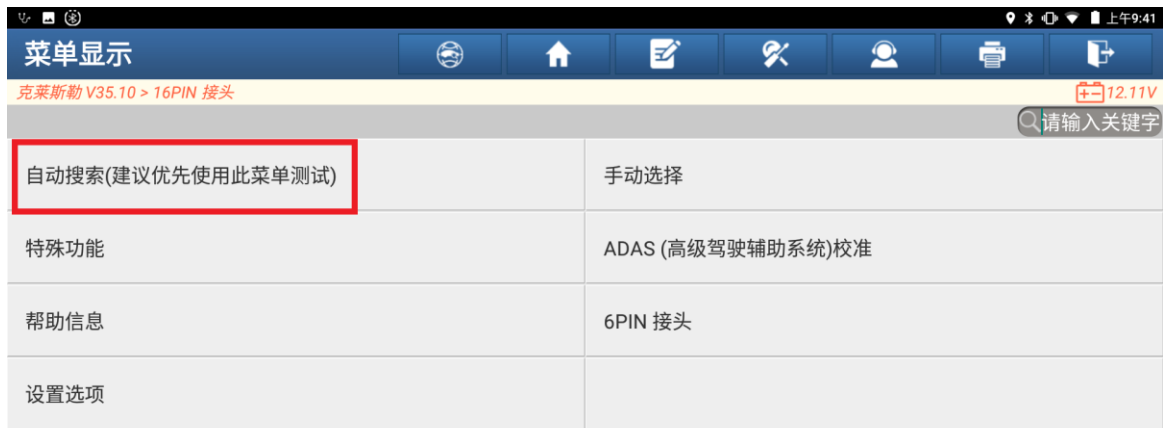 上午9:41
菜单显示
克莱斯勒 V35.10 > 16PIN 接头
12.11V
请输入关键字
自动搜索(建议优先使用此菜单测试)
手动选择
特殊功能
ADAS (高级驾驶辅助系统)校准
帮助信息
6PIN 接头
设置选项